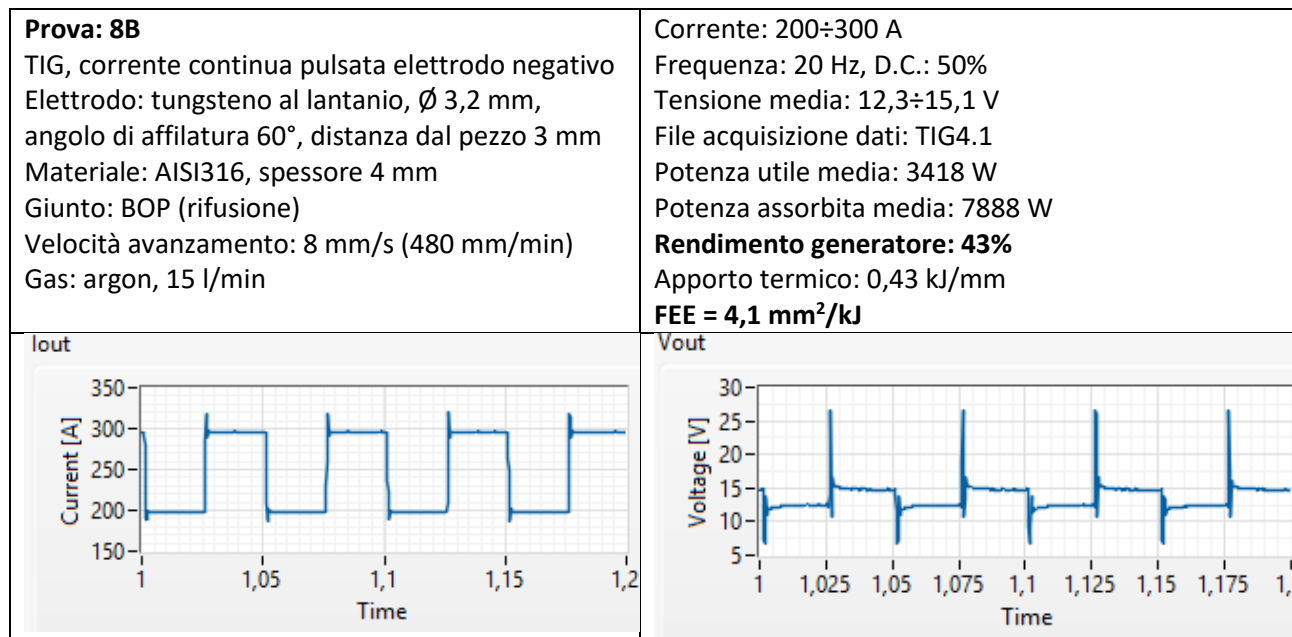 Prova: 8B
TIG, corrente continua pulsata elettrodo negativo
Elettrodo: tungsteno al lantanio, Ø 3,2 mm,
angolo di affilatura 60°, distanza dal pezzo 3 mm
Materiale: AISI316, spessore 4 mm
Giunto: BOP (rifusione)
Velocità avanzamento: 8 mm/s (480 mm/min)
Gas: argon, 15 l/min
Corrente: 200÷300 A
Frequenza: 20 Hz, D.C.: 50%
Tensione media: 12,3÷15,1 V
File acquisizione dati: TIG4.1
Potenza utile media: 3418 W
Potenza assorbita media: 7888 W
Rendimento generatore: 43%
Apporto termico: 0,43 kJ/mm
FEE = 4,1 mm²/kJ
Iout
Current [A]
350
300
250
200
150
1 1,05 1,1 1,15 1,2
Time
Vout
Voltage [V]
30
25
20
15
10
5
1 1,025 1,05 1,075 1,1 1,125 1,15 1,175 1,
Time